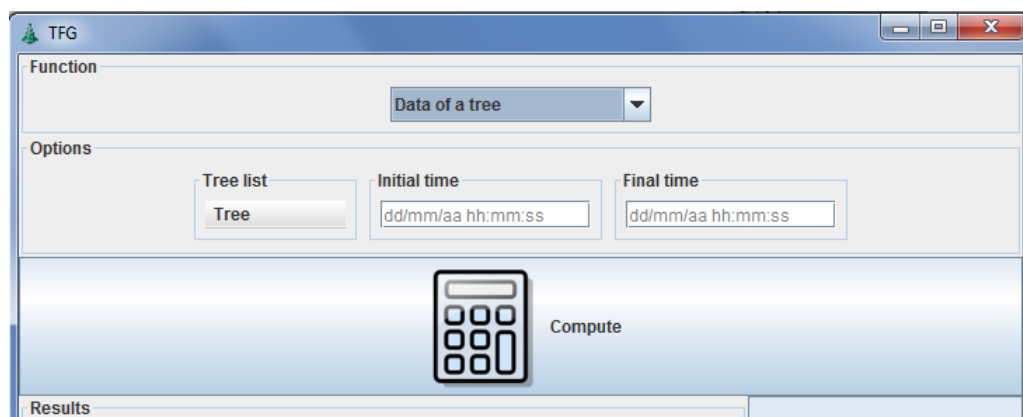 TFG
Function
Data of a tree
Options
Tree list Initial time Final time
Tree dd/mm/aa hh:mm:ss dd/mm/aa hh:mm:ss
Compute
Results